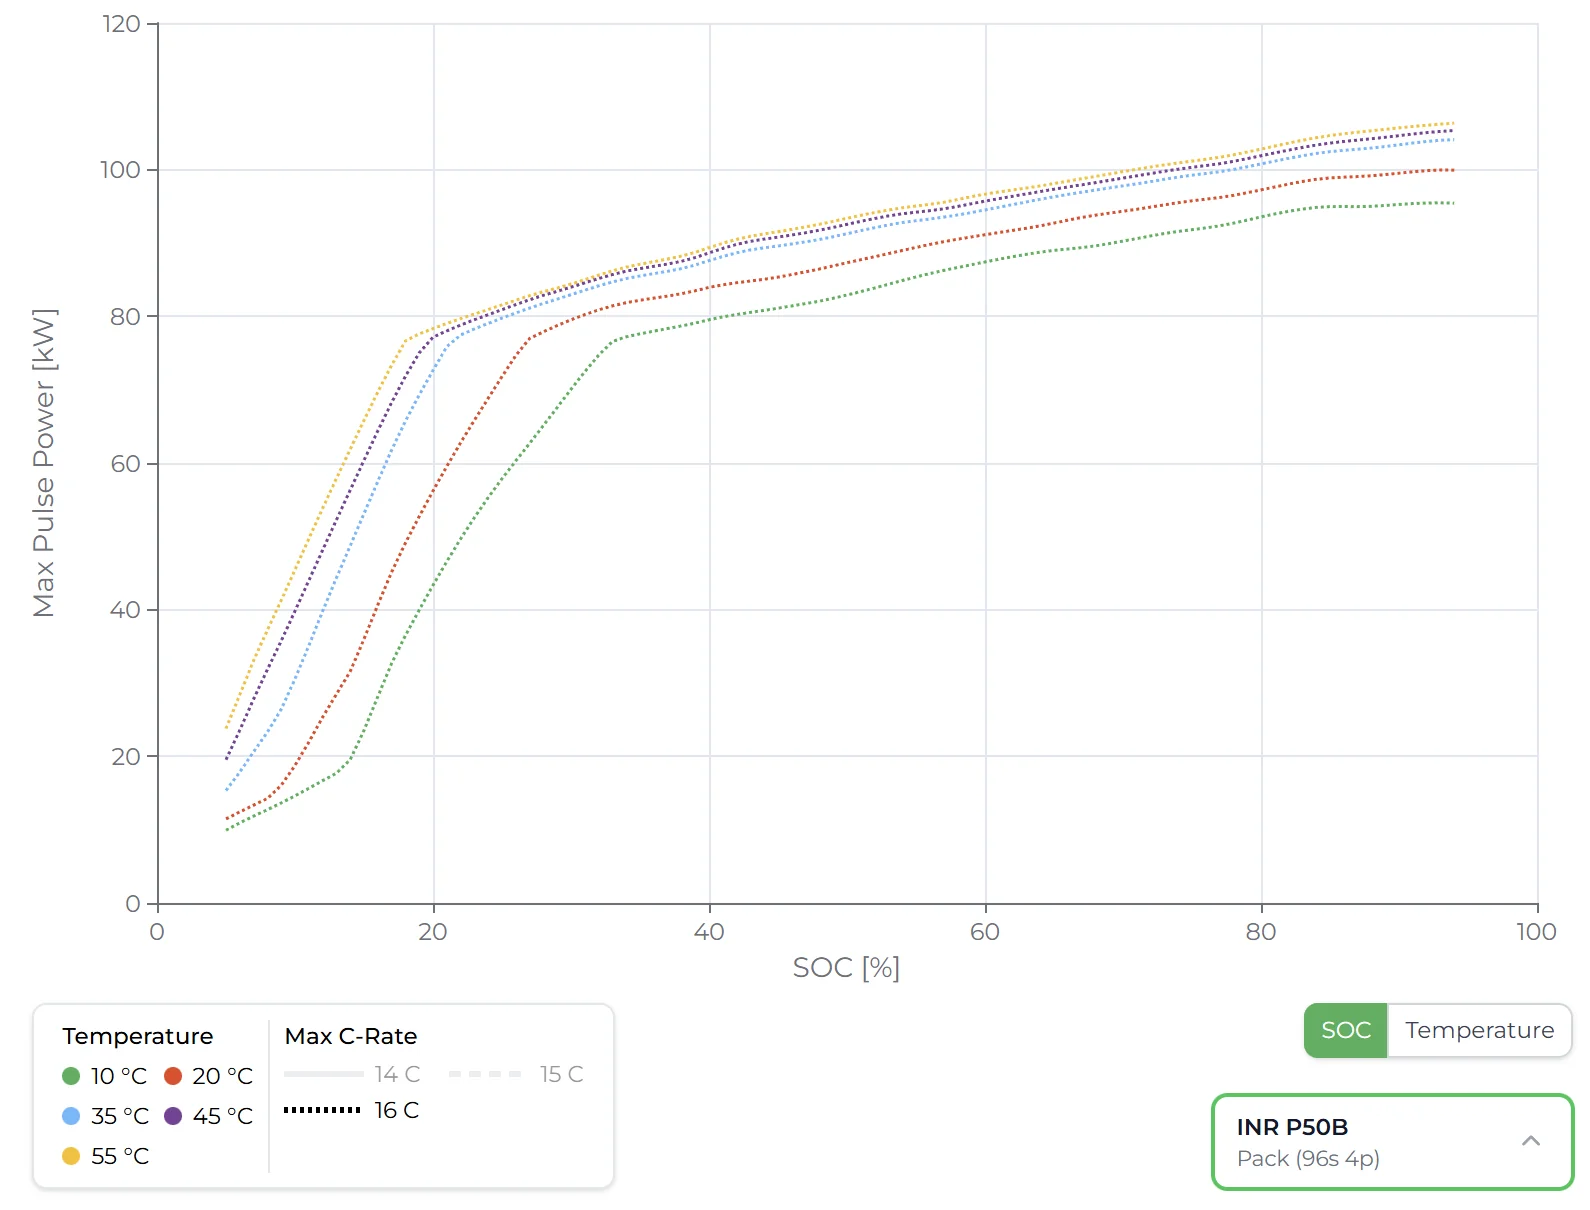 120
100
80
60
40
20
0
Max Pulse Power [kW]
0 20 40 60 80 100
SOC [%]
Temperature
10 °C 20 °C
35 °C 45 °C
55 °C
Max C-Rate
14 C 15 C
16 C
SOC Temperature
INR P50B
Pack (96s 4p)